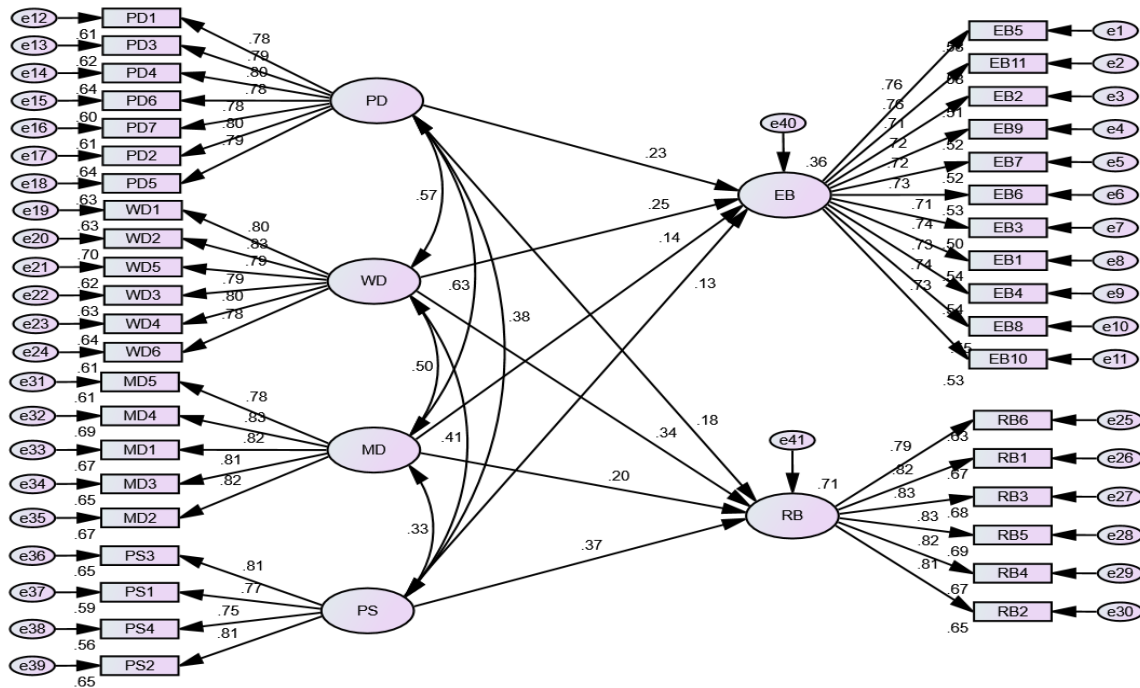 e12 PD1
.61
e13 PD3
.62
e14 PD4
.64
e15 PD6
.60
e16 PD7
.61
e17 PD2
.64
e18 PD5
.63
e19 WD1
.63
e20 WD2
.70
e21 WD5
.62
e22 WD3
.63
e23 WD4
.64
e24 WD6
.61
e31 MD5
.61
e32 MD4
.69
e33 MD1
.67
e34 MD3
.65
e35 MD2
.67
e36 PS3
.65
e37 PS1
.59
e38 PS4
.56
e39 PS2
.65
.78
.79
.80
.78
.78
.80
.79
.80
.83
.79
.79
.80
.78
.78
.83
.82
.81
.82
.81
.77
.75
.81
PD
WD
MD
PS
.57
.63
.38
.50
.41
.33
.23
.25
.14
.13
.18
.34
.20
.37
e40
.36
EB
e41
.71
RB
.76
.76
.71
.72
.72
.73
.71
.74
.73
.74
.73
EB5 e1
EB11 e2
.51
EB2 e3
EB9 e4
.52
EB7 e5
.52
EB6 e6
.53
EB3 e7
.50
EB1 e8
.54
EB4 e9
.54
EB8 e10
EB10 e11
.53
.79
.82
.83
.83
.82
.81
RB6 e25
.63
RB1 e26
.67
RB3 e27
.68
RB5 e28
.69
RB4 e29
.67
RB2 e30
.65